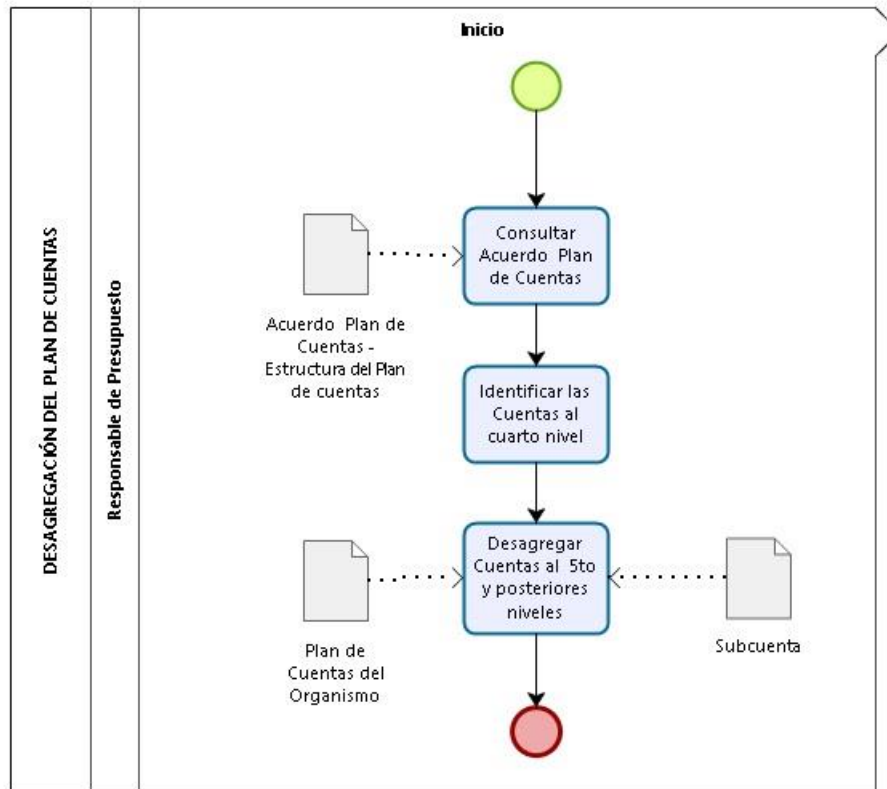 Inicio
DESAGREGACIÓN DEL PLAN DE CUENTAS
Responsable de Presupuesto
Consultar
Acuerdo Plan
de Cuentas
Acuerdo Plan de
Cuentas -
Estructura del Plan
de cuentas
Identificar las
Cuentas al
cuarto nivel
Desagregar
Cuentas al 5to
y posteriores
niveles
Plan de
Cuentas del
Organismo
Subcuenta